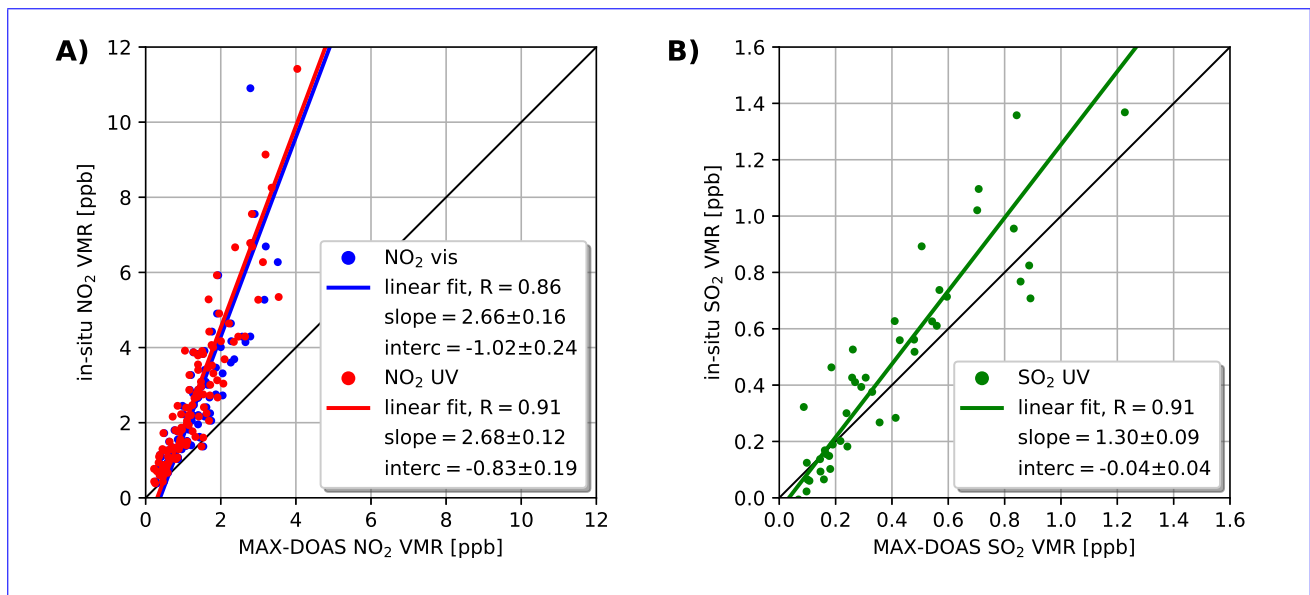 A)
12
10
8
6
4
2
0
in-situ NO₂ VMR [ppb]
NO₂ vis
linear fit, R = 0.86
slope = 2.66±0.16
interc = -1.02±0.24
NO₂ UV
linear fit, R = 0.91
slope = 2.68±0.12
interc = -0.83±0.19
0 2 4 6 8 10 12
MAX-DOAS NO₂ VMR [ppb]
B)
1.6
1.4
1.2
1.0
0.8
0.6
0.4
0.2
0.0
in-situ SO₂ VMR [ppb]
SO₂ UV
linear fit, R = 0.91
slope = 1.30±0.09
interc = -0.04±0.04
0.0 0.2 0.4 0.6 0.8 1.0 1.2 1.4 1.6
MAX-DOAS SO₂ VMR [ppb]